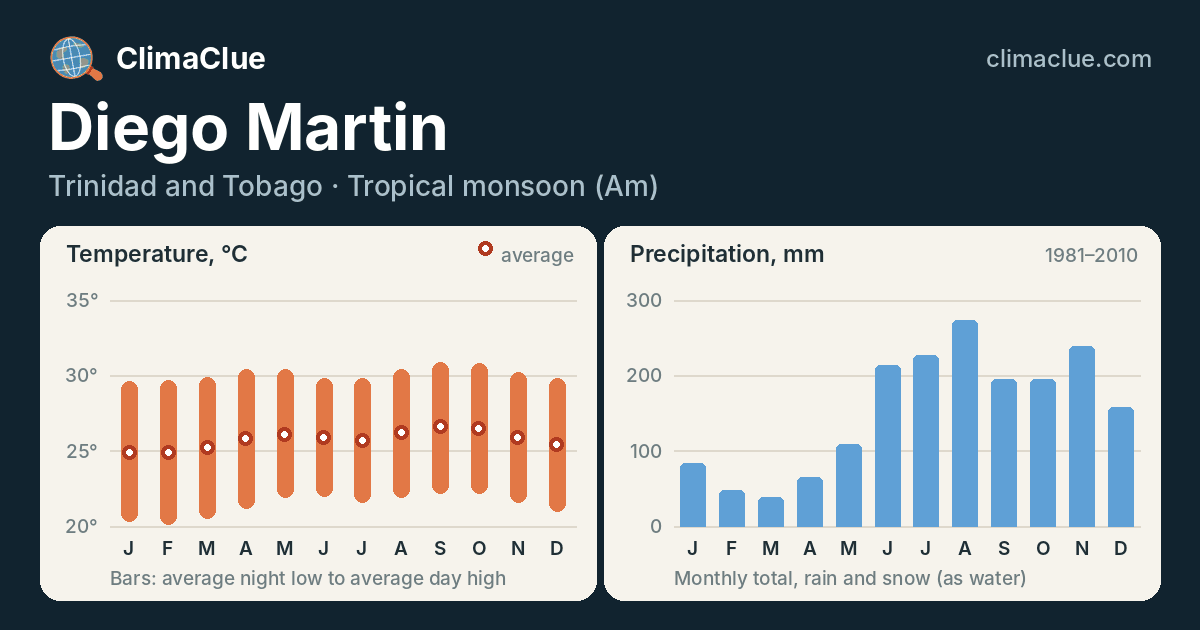 ClimaClue
climaclue.com
Diego Martin
Trinidad and Tobago · Tropical monsoon (Am)
Temperature, °C
average
35°
30°
25°
20°
J F M A M J J A S O N D
Bars: average night low to average day high
Precipitation, mm
1981–2010
300
200
100
0
J F M A M J J A S O N D
Monthly total, rain and snow (as water)